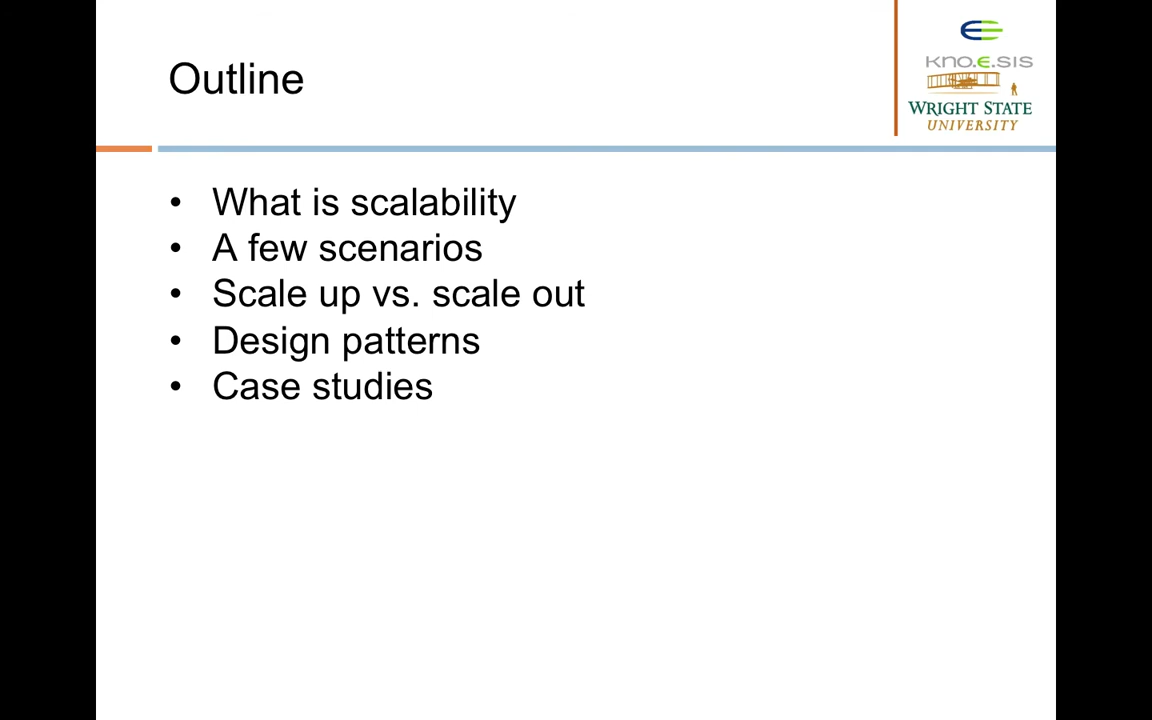 Outline
kno.e.sis
WRIGHT STATE
UNIVERSITY
• What is scalability
• A few scenarios
• Scale up vs. scale out
• Design patterns
• Case studies